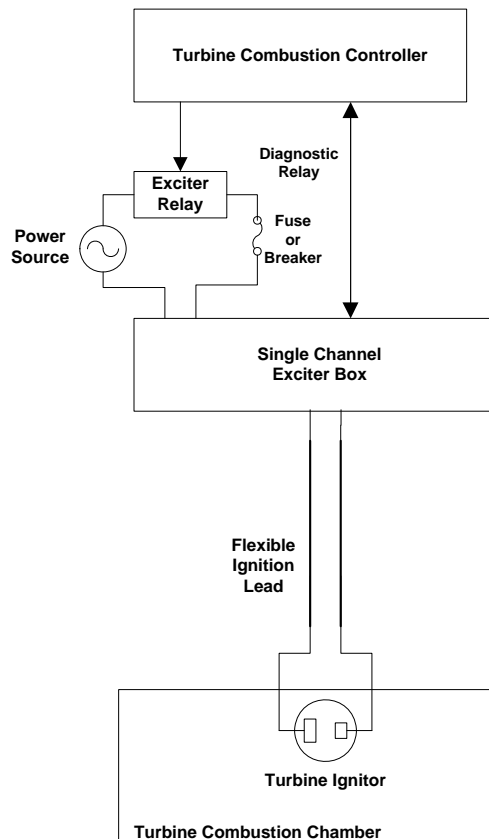 Turbine Combustion Controller
Diagnostic
Relay
Exciter
Relay
Power
Source
Fuse
or
Breaker
Single Channel
Exciter Box
Flexible
Ignition
Lead
Turbine Ignitor
Turbine Combustion Chamber